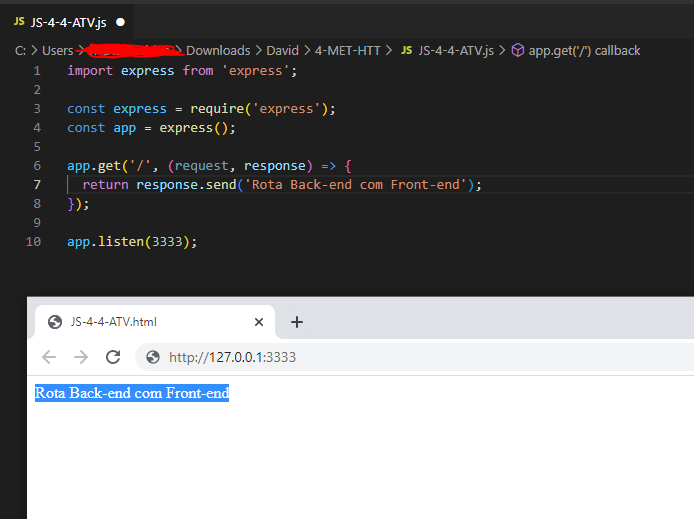 JS JS-4-4-ATV.js
C: > Users > Downloads > David > 4-MET-HTT > JS JS-4-4-ATV.js > app.get('/') callback
1 import express from 'express';
2
3 const express = require('express');
4 const app = express();
5
6 app.get('/', (request, response) => {
7 return response.send('Rota Back-end com Front-end');
8 });
9
10 app.listen(3333);
JS-4-4-ATV.html
http://127.0.0.1:3333
Rota Back-end com Front-end